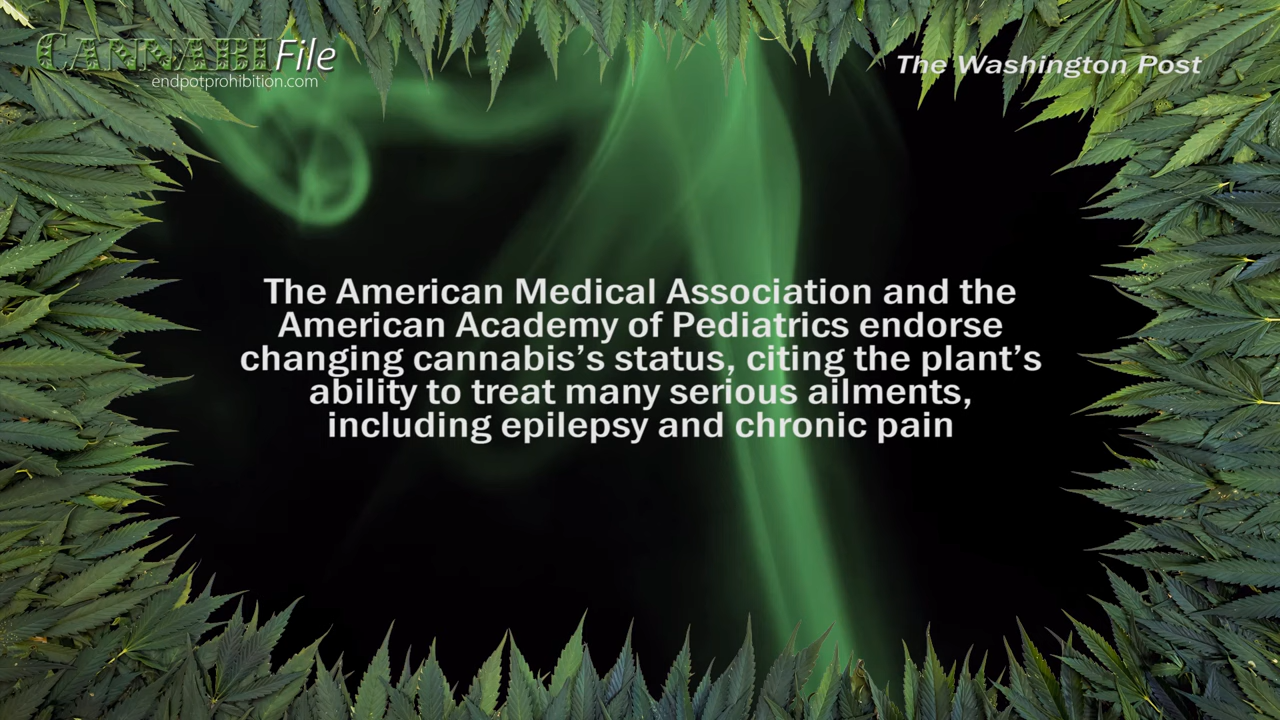 CANNABIFile
endpotprohibition.com
The Washington Post
The American Medical Association and the
American Academy of Pediatrics endorse
changing cannabis’s status, citing the plant’s
ability to treat many serious ailments,
including epilepsy and chronic pain